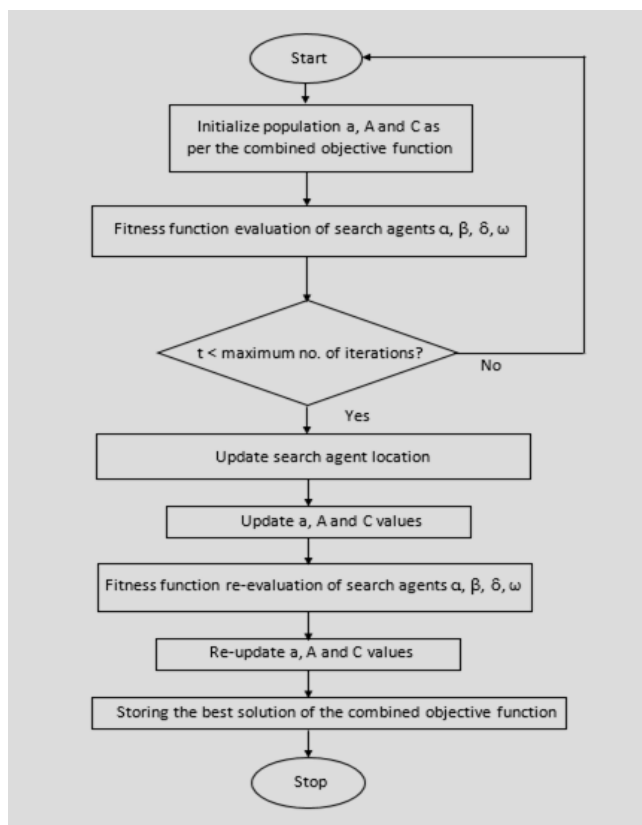 Start
Initialize population a, A and C as
per the combined objective function
Fitness function evaluation of search agents α, β, δ, ω
t < maximum no. of iterations?
No
Yes
Update search agent location
Update a, A and C values
Fitness function re-evaluation of search agents α, β, δ, ω
Re-update a, A and C values
Storing the best solution of the combined objective function
Stop